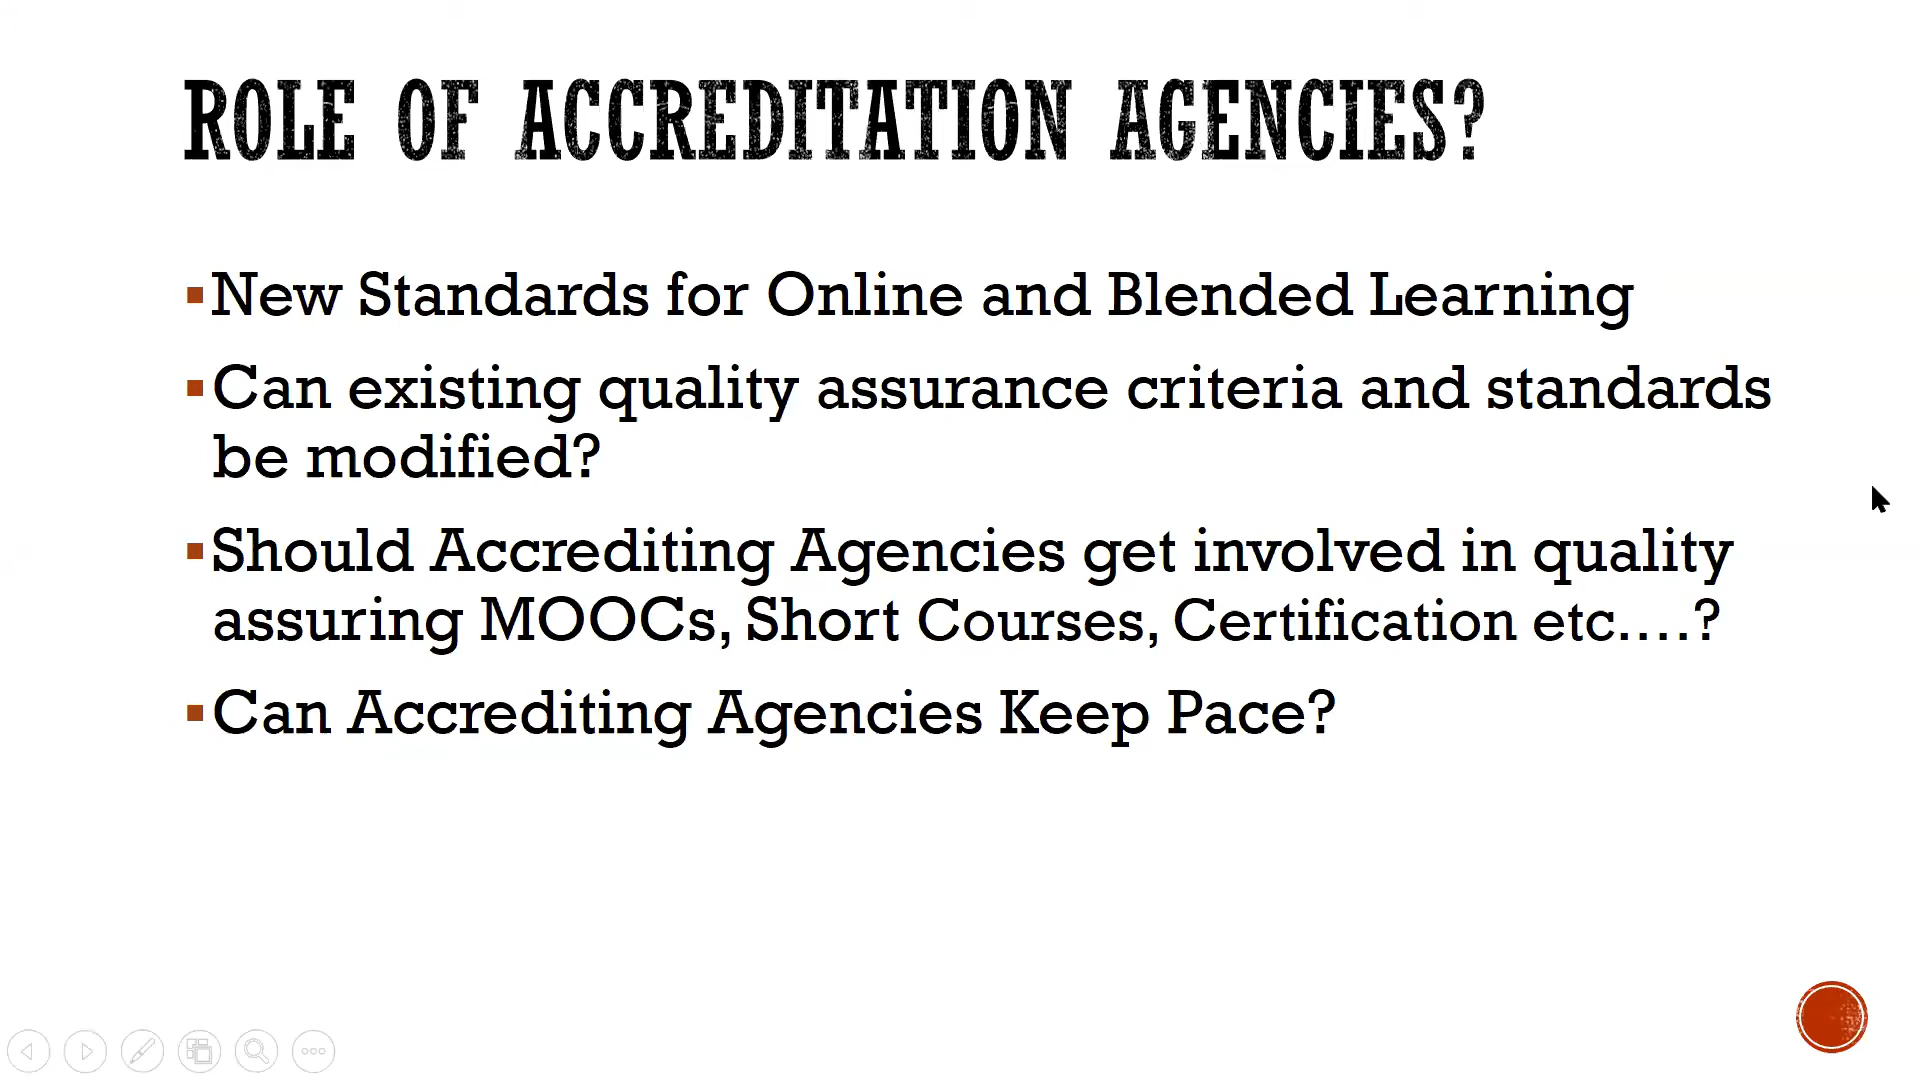 ROLE OF ACCREDITATION AGENCIES?
New Standards for Online and Blended Learning
Can existing quality assurance criteria and standards
be modified?
Should Accrediting Agencies get involved in quality
assuring MOOCs, Short Courses, Certification etc....?
Can Accrediting Agencies Keep Pace?